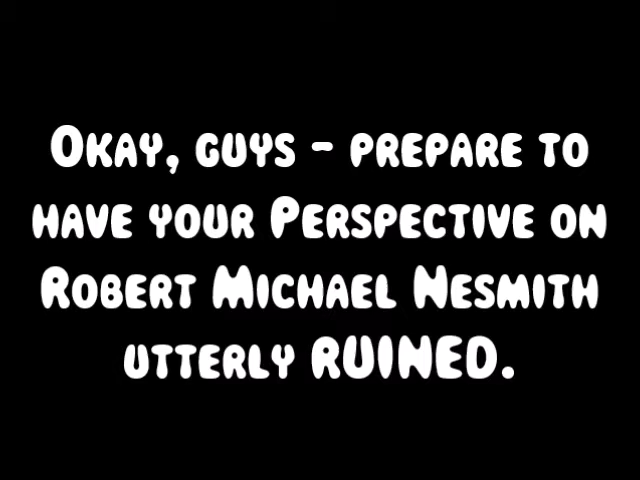 Okay, guys - prepare to
have your Perspective on
Robert Michael Nesmith
utterly RUINED.